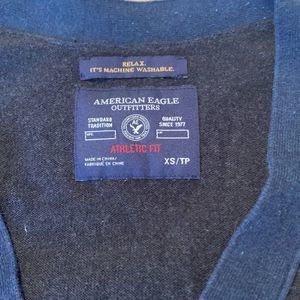 RELAX.
IT'S MACHINE WASHABLE.
AMERICAN EAGLE
OUTFITTERS
STANDARD
TRADITION
QUALITY
SINCE 1977
AE
ATHLETIC FIT
MADE IN CHINA/
FABRIQUÉ EN CHINE
XS/TP